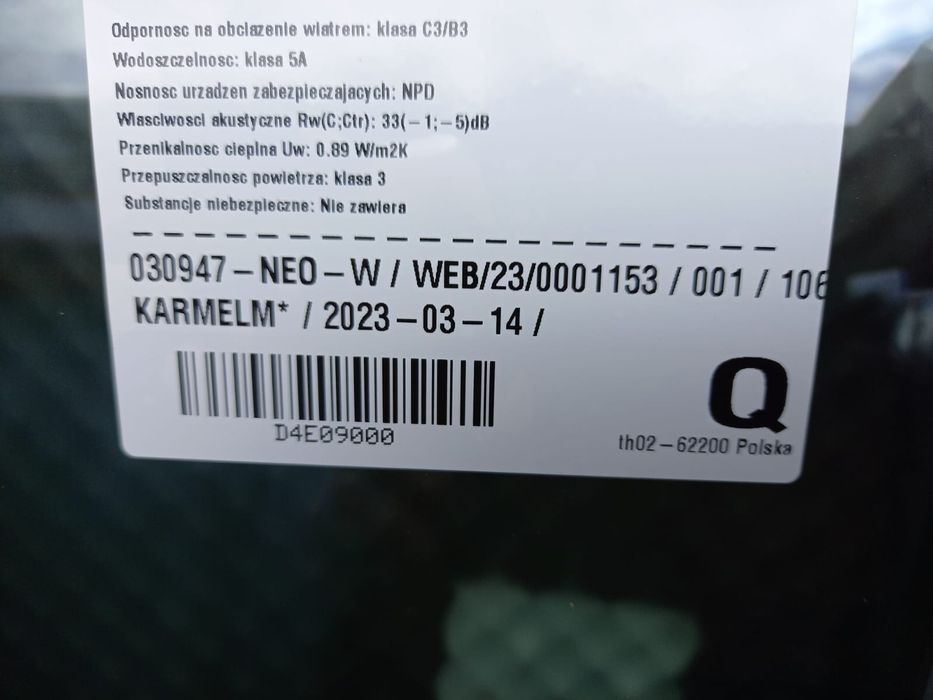 Odpornosc na obciazenie wiatrem: klasa C3/B3
Wodoszczelnosc: klasa 5A
Nosnosc urzadzen zabezpieczajacych: NPD
Wlasciwosci akustyczne Rw(C;Ctr): 33(-1;-5)dB
Przenikalnosc cieplna Uw: 0.89 W/m2K
Przepuszczalnosc powietrza: klasa 3
Substancje niebezpieczne: Nie zawiera
030947-NEO-W / WEB/23/0001153 / 001 / 106
KARMELM* / 2023-03-14 /
D4E09000
Q
th02-62200 Polska